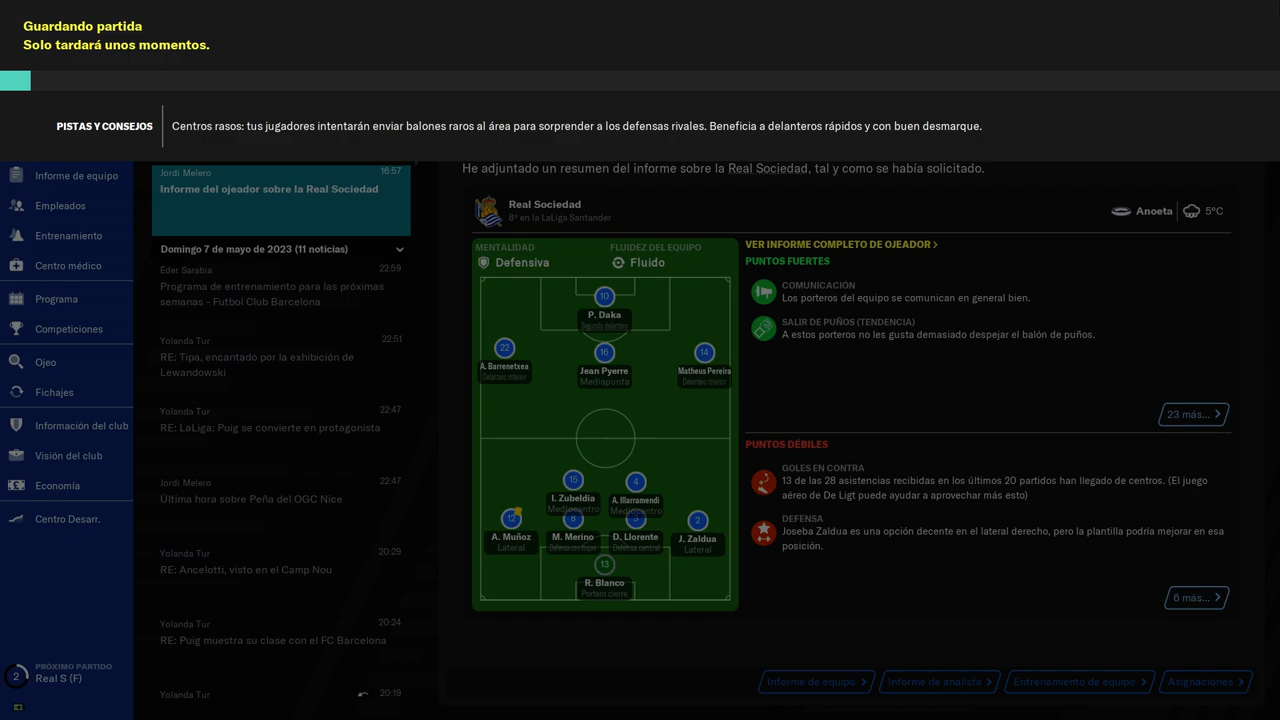 Guardando partida
Solo tardará unos momentos.
PISTAS Y CONSEJOS
Centros rasos: tus jugadores intentarán enviar balones raros al área para sorprender a los defensas rivales. Beneficia a delanteros rápidos y con buen desmarque.
Informe de equipo
Empleados
Entrenamiento
Centro médico
Programa
Competiciones
Ojeo
Fichajes
Información del club
Visión del club
Economía
Centro Desarr.
PRÓXIMO PARTIDO
2
Real S (F)
Jordi Melero 16:57
Informe del ojeador sobre la Real Sociedad
Domingo 7 de mayo de 2023 (11 noticias)
Éder Sarabia 22:59
Programa de entrenamiento para las próximas
semanas - Futbol Club Barcelona
Yolanda Tur 22:51
RE: Tipa, encantado por la exhibición de
Lewandowski
Yolanda Tur 22:47
RE: LaLiga: Puig se convierte en protagonista
Jordi Melero 22:47
Última hora sobre Peña del OGC Nice
Yolanda Tur 20:29
RE: Ancelotti, visto en el Camp Nou
Yolanda Tur 20:24
RE: Puig muestra su clase con el FC Barcelona
Yolanda Tur 20:19
He adjuntado un resumen del informe sobre la Real Sociedad, tal y como se había solicitado.
Real Sociedad
8º en la LaLiga Santander
Anoeta 5°C
MENTALIDAD FLUIDEZ DEL EQUIPO
Defensiva Fluido
10
P. Daka
Segundo delantero
22
A. Barrenetxea
Delantero interior
16
Jean Pyerre
Mediapunta
14
Matheus Pereira
Delantero interior
15
I. Zubeldia
Mediocentro
4
A. Illarramendi
Mediocentro
12
A. Muñoz
Lateral
8
M. Merino
Defensa con toque
3
D. Llorente
Defensa central
2
J. Zaldua
Lateral
13
R. Blanco
Portero cierre
VER INFORME COMPLETO DE OJEADOR >
PUNTOS FUERTES
COMUNICACIÓN
Los porteros del equipo se comunican en general bien.
SALIR DE PUÑOS (TENDENCIA)
A estos porteros no les gusta demasiado despejar el balón de puños.
23 más... >
PUNTOS DÉBILES
GOLES EN CONTRA
13 de las 28 asistencias recibidas en los últimos 20 partidos han llegado de centros. (El juego
aéreo de De Ligt puede ayudar a aprovechar más esto)
DEFENSA
Joseba Zaldua es una opción decente en el lateral derecho, pero la plantilla podría mejorar en esa
posición.
6 más... >
Informe de equipo >
Informe de analista >
Entrenamiento de equipo >
Asignaciones >